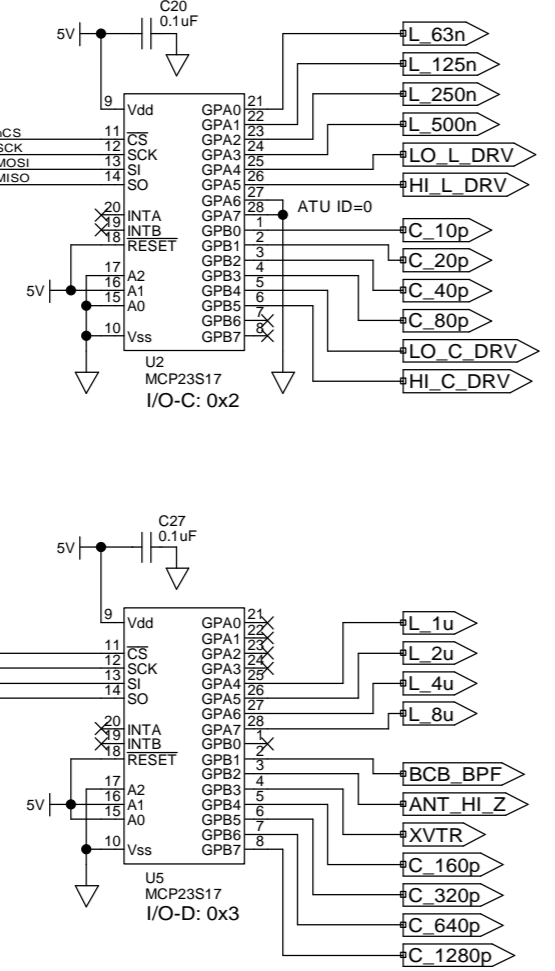 C20
0.1uF
5V
L_63n
L_125n
L_250n
L_500n
LO_L_DRV
HI_L_DRV
ATU ID=0
C_10p
C_20p
C_40p
C_80p
LO_C_DRV
HI_C_DRV
9 Vdd GPA0 21
GPA1 22
11 CS GPA2 23
12 SCK GPA3 24
13 SI GPA4 25
14 SO GPA5 26
GPA6 27
20 INTA GPA7 28
19 INTB GPB0 1
18 RESET GPB1 2
GPB2 3
17 A2 GPB3 4
5V 16 A1 GPB4 5
15 A0 GPB5 6
GPB6 7
10 Vss GPB7 8
nCS
SCK
MOSI
MISO
U2
MCP23S17
I/O-C: 0x2
C27
0.1uF
5V
L_1u
L_2u
L_4u
L_8u
BCB_BPF
ANT_HI_Z
XVTR
C_160p
C_320p
C_640p
C_1280p
9 Vdd GPA0 21
GPA1 22
11 CS GPA2 23
12 SCK GPA3 24
13 SI GPA4 25
14 SO GPA5 26
GPA6 27
20 INTA GPA7 28
19 INTB GPB0 1
18 RESET GPB1 2
GPB2 3
17 A2 GPB3 4
5V 16 A1 GPB4 5
15 A0 GPB5 6
GPB6 7
10 Vss GPB7 8
U5
MCP23S17
I/O-D: 0x3